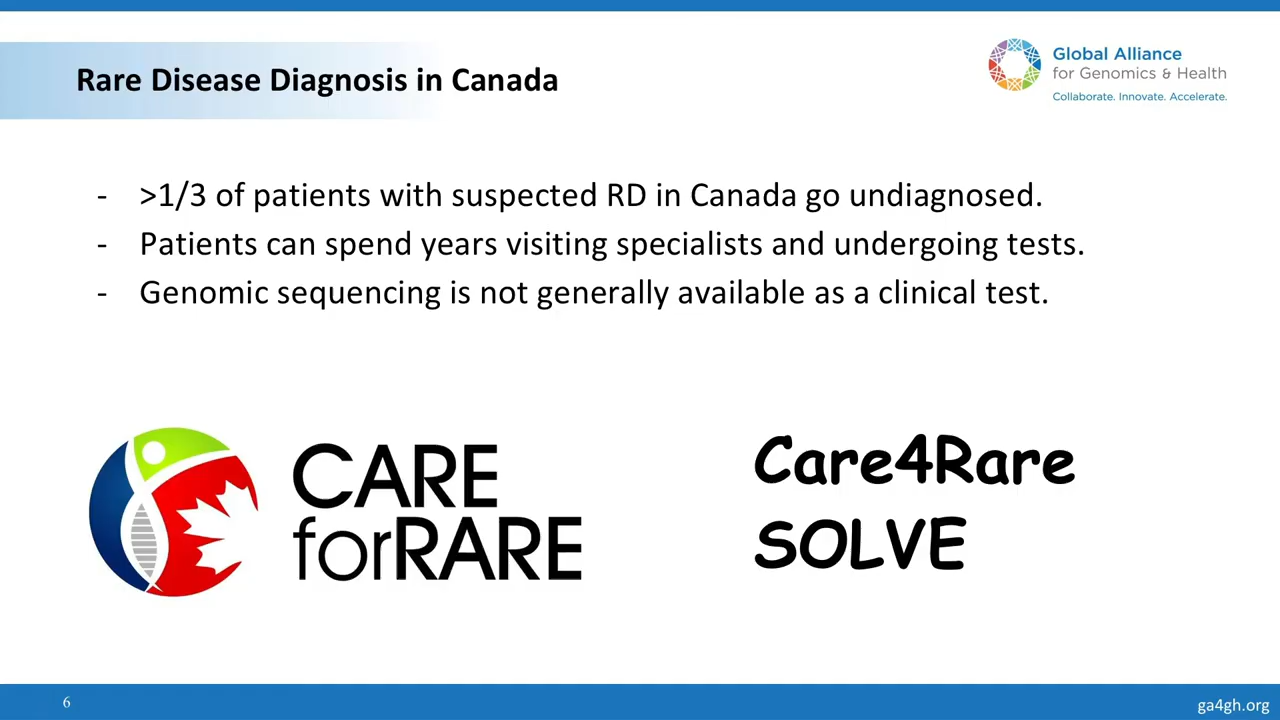 Rare Disease Diagnosis in Canada
Global Alliance
for Genomics & Health
Collaborate. Innovate. Accelerate.
- >1/3 of patients with suspected RD in Canada go undiagnosed.
- Patients can spend years visiting specialists and undergoing tests.
- Genomic sequencing is not generally available as a clinical test.
CARE
forRARE
Care4Rare
SOLVE
6
ga4gh.org